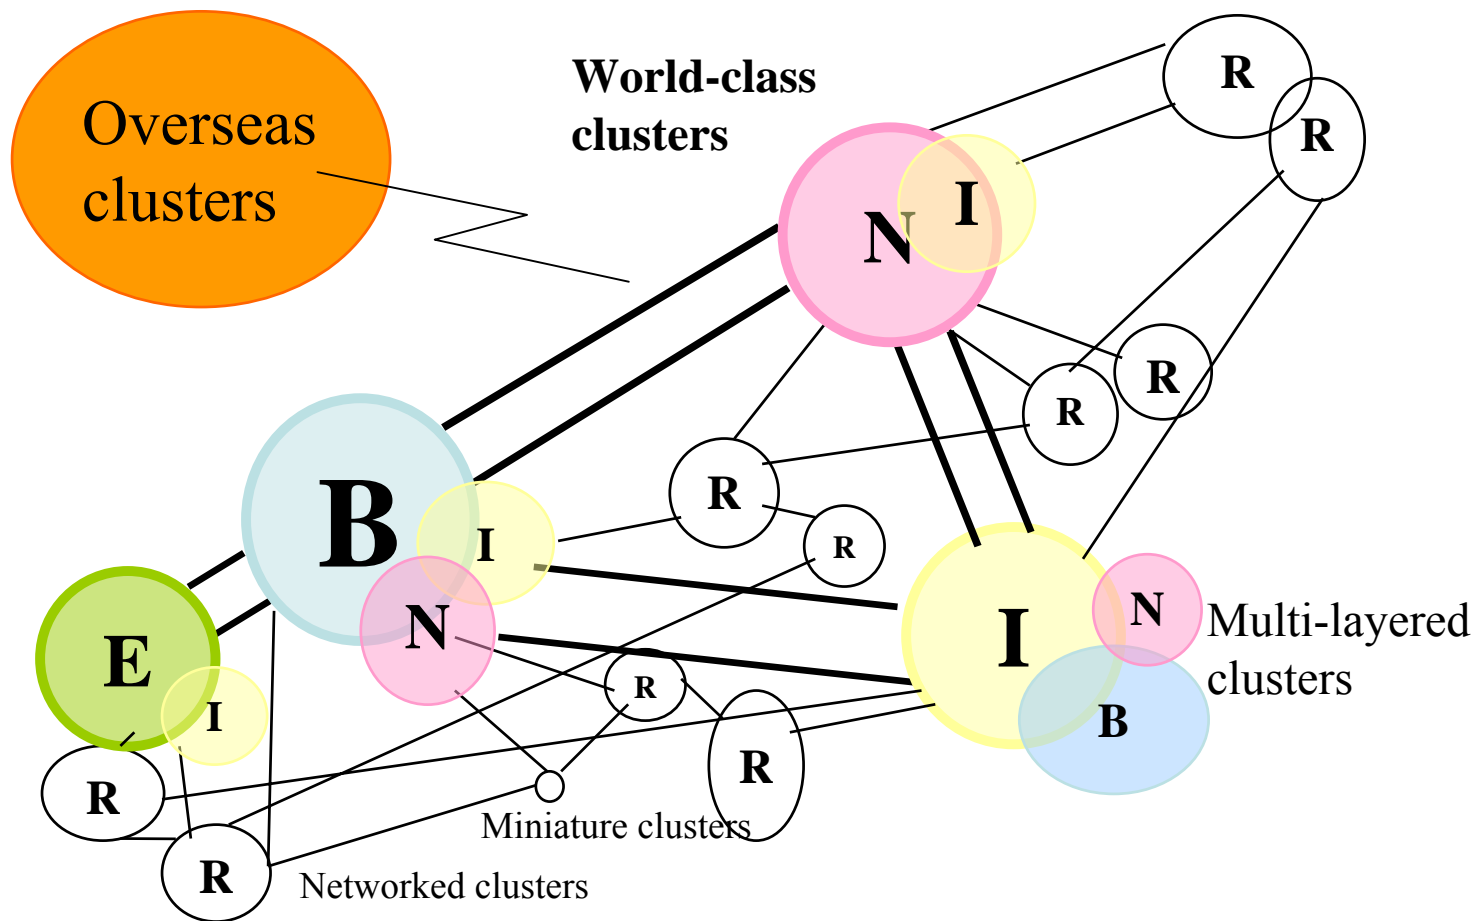 Overseas
clusters
World-class
clusters
R
R
N
I
R
R
B
I
R
R
N
E
I
R
I
N
B
Multi-layered
clusters
R
R
R
Miniature clusters
Networked clusters